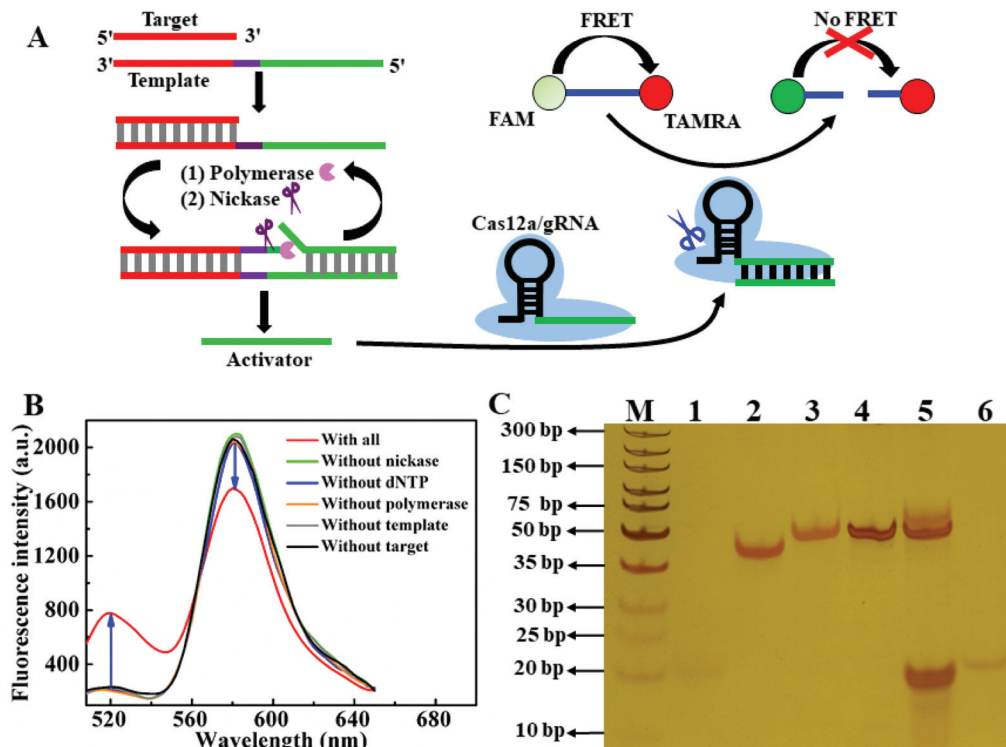 A
Target
5'
3'
3'
5'
Template
(1) Polymerase
(2) Nickase
Activator
Cas12a/gRNA
FRET
FAM
TAMRA
No FRET
B
Fluorescence intensity (a.u.)
2000
1600
1200
800
400
With all
Without nickase
Without dNTP
Without polymerase
Without template
Without target
520
560
600
640
680
Wavelength (nm)
C
M 1 2 3 4 5 6
300 bp
150 bp
75 bp
50 bp
35 bp
30 bp
25 bp
20 bp
10 bp